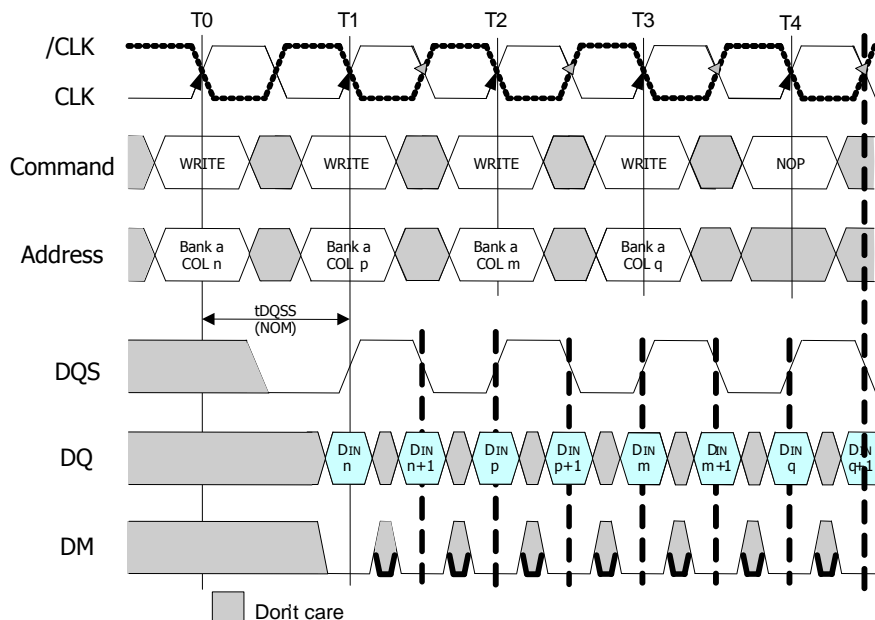 T0 T1 T2 T3 T4
/CLK
CLK
Command WRITE WRITE WRITE WRITE NOP
Address Bank a COL n Bank a COL p Bank a COL m Bank a COL q
tDQSS
(NOM)
DQS
DQ DIN n DIN n+1 DIN p DIN p+1 DIN m DIN m+1 DIN q DIN q+1
DM
Don't care